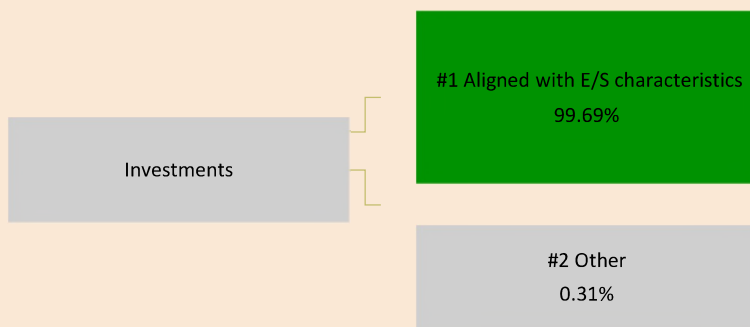 Investments
#1 Aligned with E/S characteristics
99.69%
#2 Other
0.31%